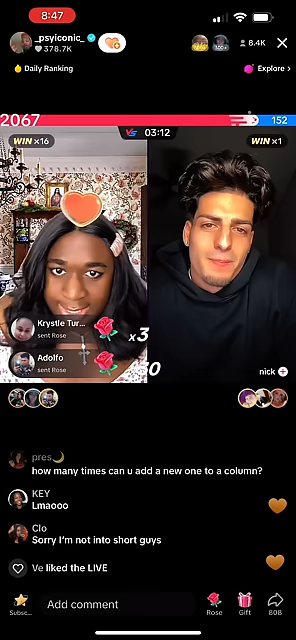 8:47
_psyiconic_
378.7K
8.4K
Daily Ranking
Explore >
2067
152
WIN x16
VS 03:12
WIN x1
Krystle Tur...
sent Rose
x3
Adolfo
sent Rose
nick
pres🌙
how many times can u add a new one to a column?
KEY
Lmaooo
Clo
Sorry I'm not into short guys
Ve liked the LIVE
Subsc...
Add comment
Rose
Gift
808